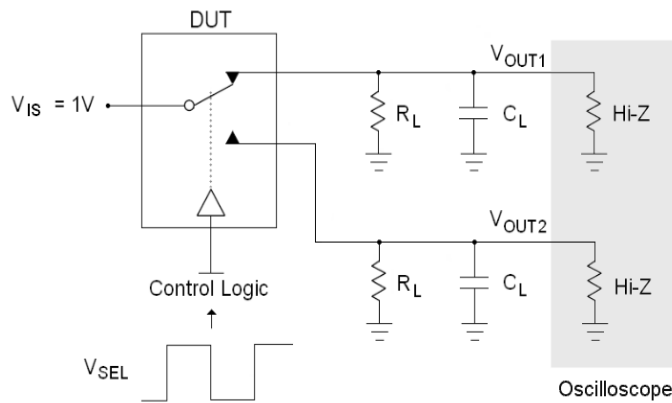 DUT
V_IS = 1V
V_OUT1
R_L
C_L
Hi-Z
V_OUT2
R_L
C_L
Hi-Z
Control Logic
V_SEL
Oscilloscope